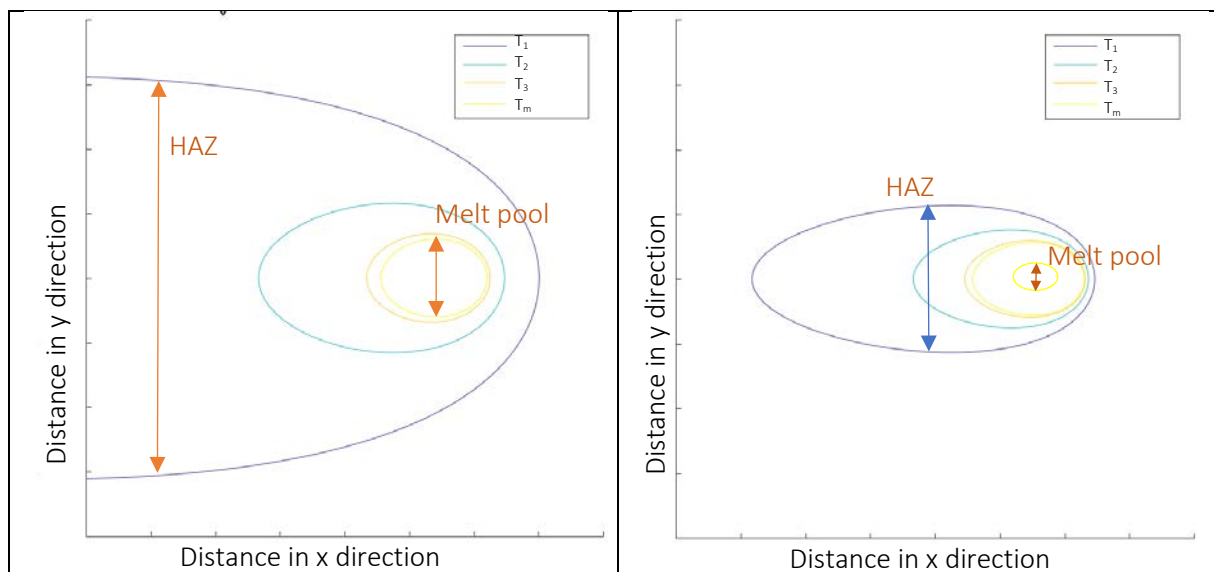 T1
T2
T3
Tm
HAZ
Melt pool
Distance in y direction
Distance in x direction
T1
T2
T3
Tm
HAZ
Melt pool
Distance in y direction
Distance in x direction